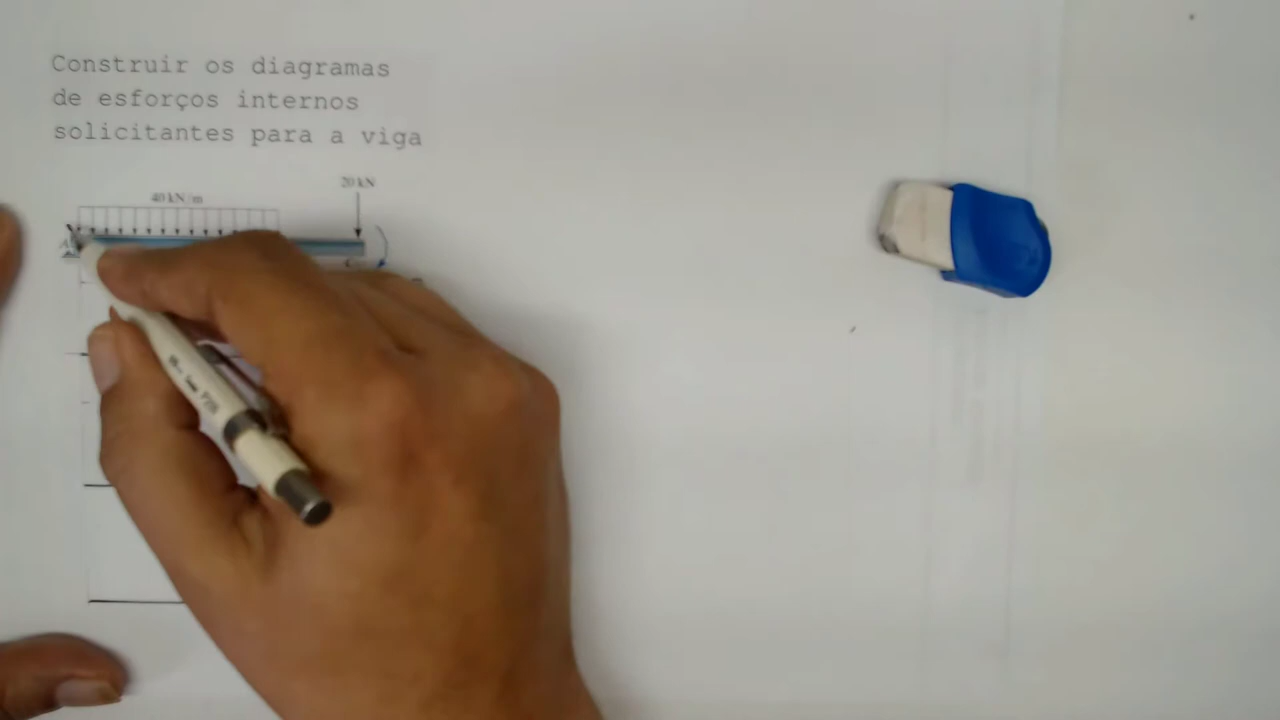 Construir os diagramas
de esforços internos
solicitantes para a viga
20 kN
40 kN/m
A
C